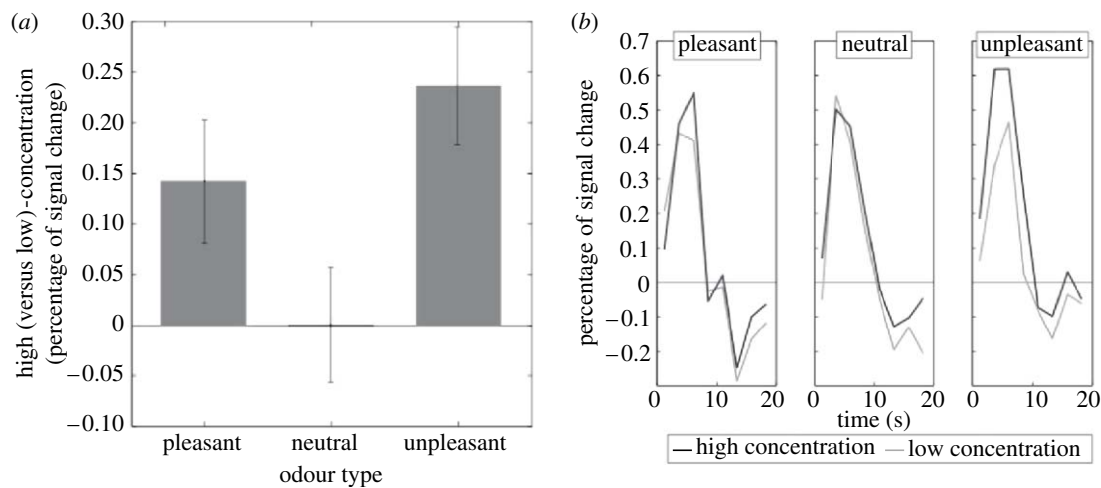 (a)
high (versus low)-concentration
(percentage of signal change)
0.30
0.25
0.20
0.15
0.10
0.05
0
−0.05
−0.10
pleasant neutral unpleasant
odour type
(b)
percentage of signal change
0.7
0.6
0.5
0.4
0.3
0.2
0.1
0
−0.1
−0.2
pleasant neutral unpleasant
0 10 20 0 10 20 0 10 20
time (s)
high concentration low concentration